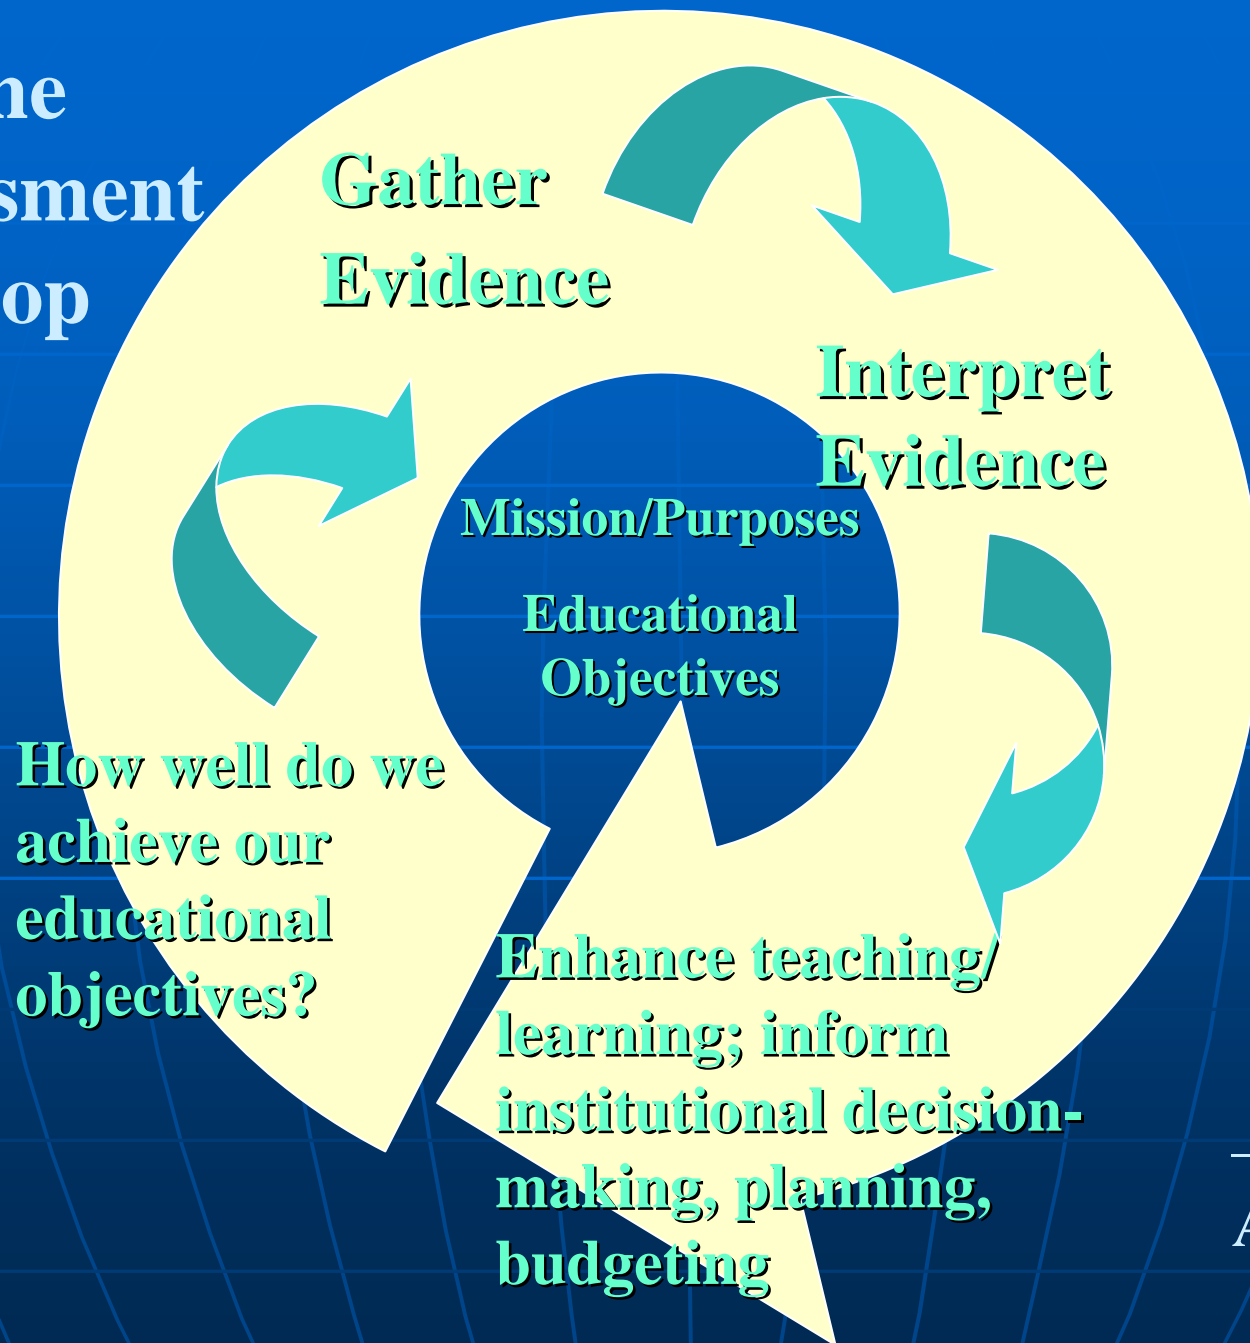 he
sment
op
Gather
Evidence
Interpret
Evidence
Mission/Purposes
Educational
Objectives
How well do we
achieve our
educational
objectives?
Enhance teaching/
learning; inform
institutional decision-
making, planning,
budgeting